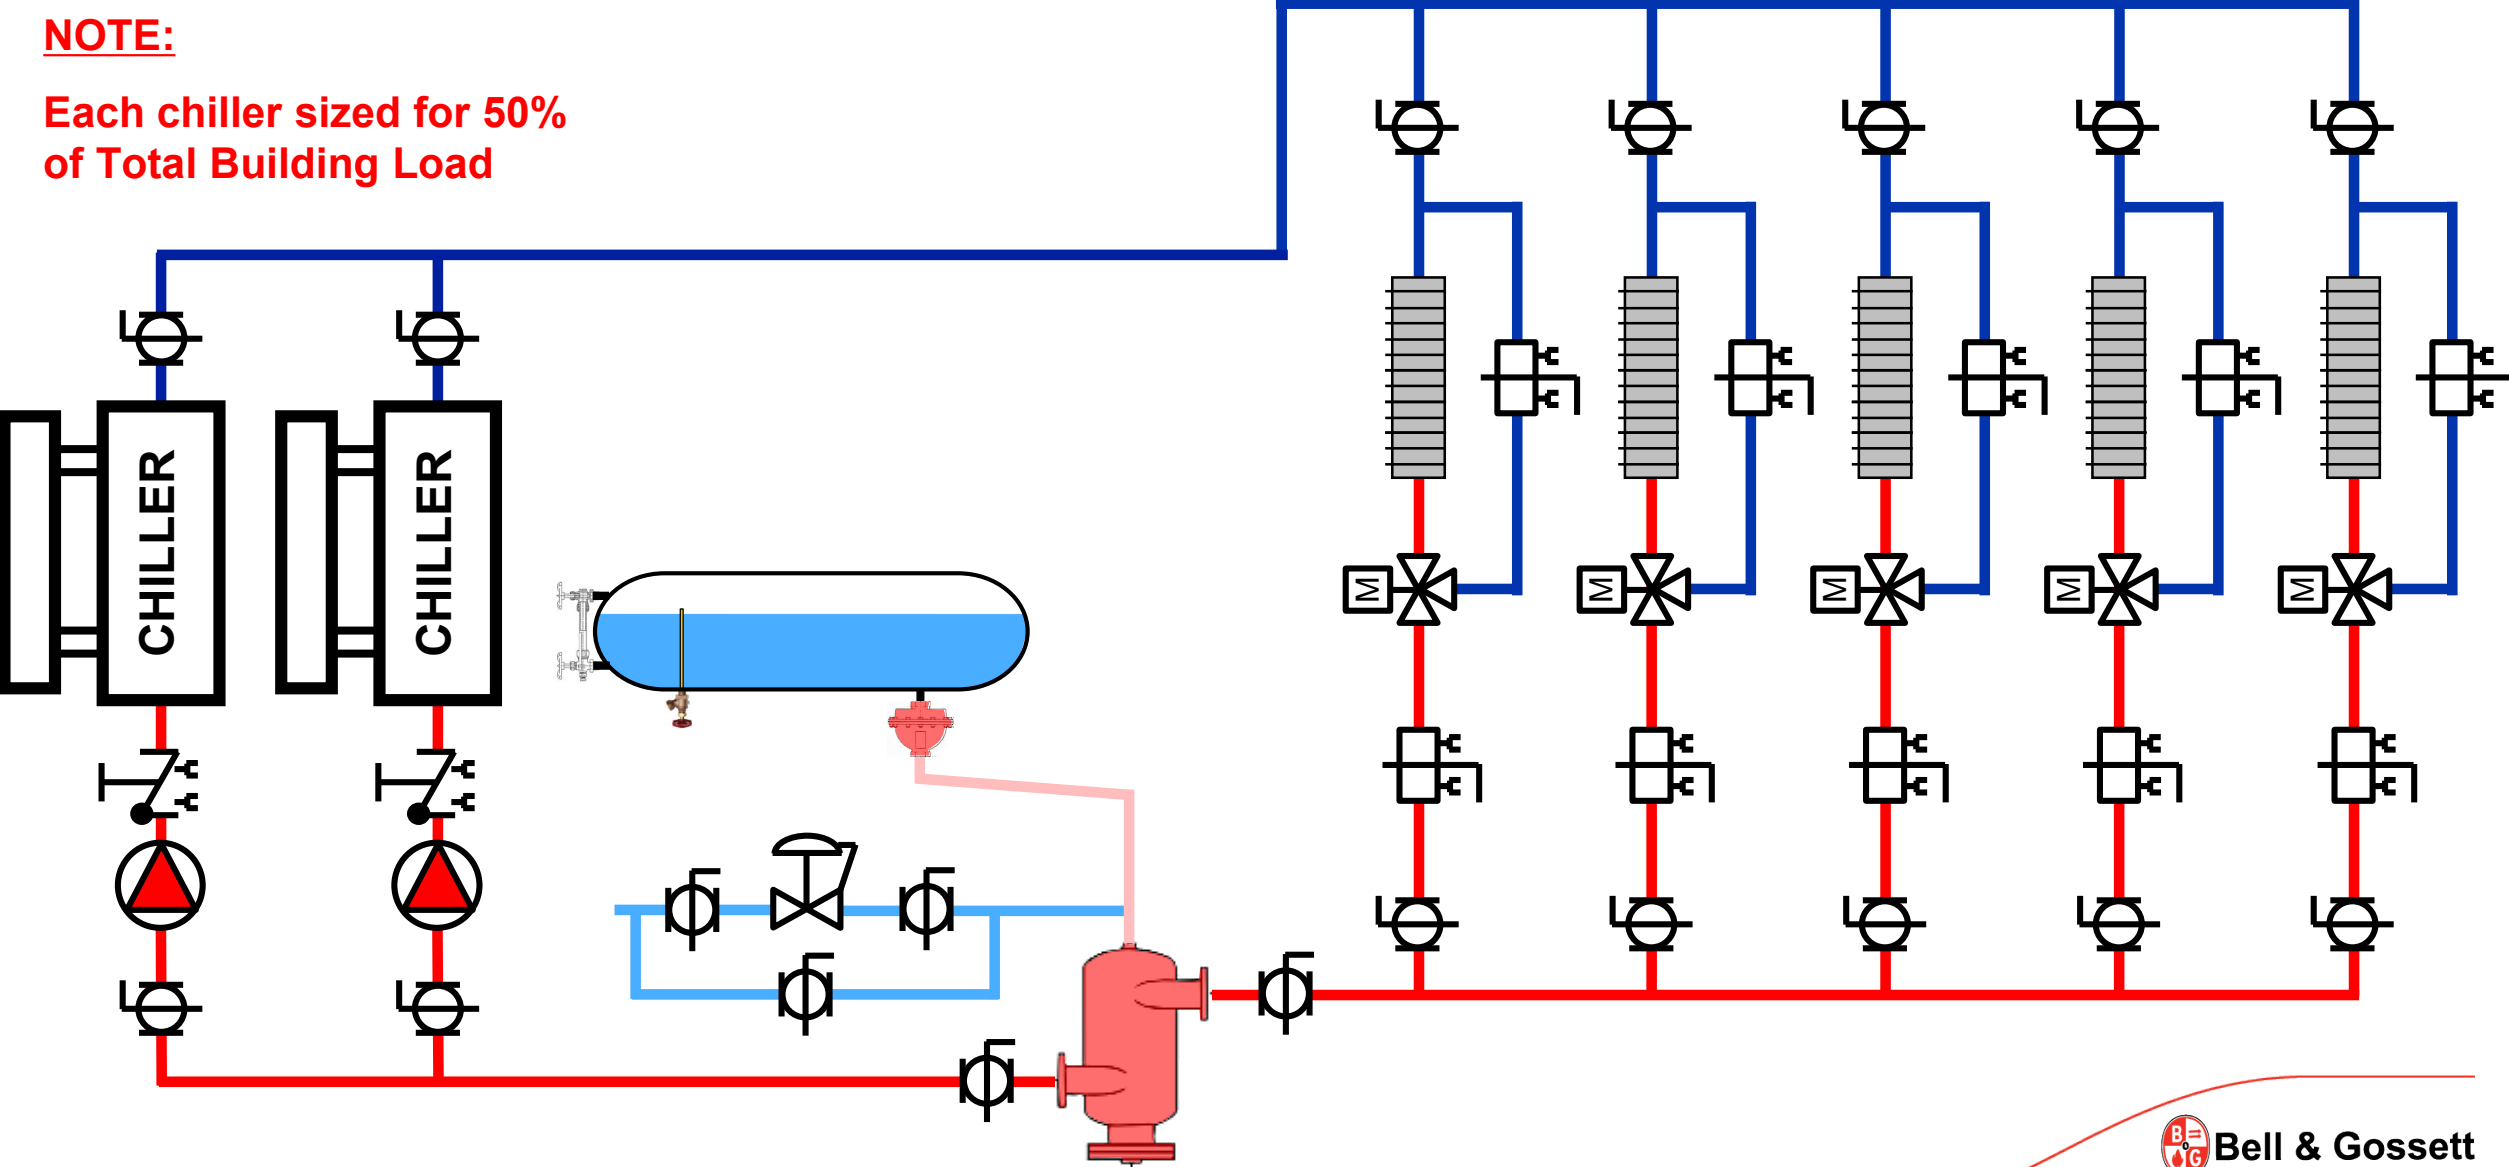 NOTE:
Each chiller sized for 50%
of Total Building Load
CHILLER
CHILLER
M
M
M
M
M
B
G
Bell & Gossett